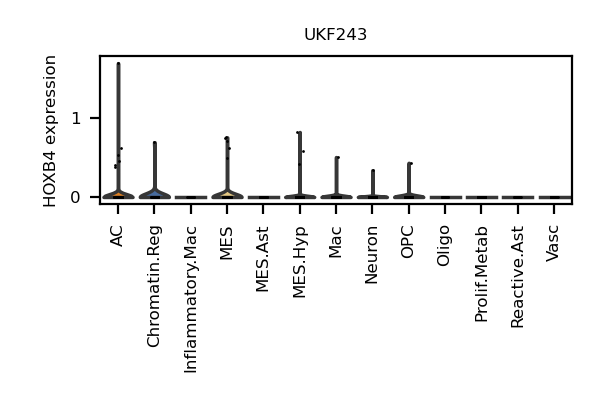 UKF243
HOXB4 expression
1
0
AC
Chromatin.Reg
Inflammatory.Mac
MES
MES.Ast
MES.Hyp
Mac
Neuron
OPC
Oligo
Prolif.Metab
Reactive.Ast
Vasc